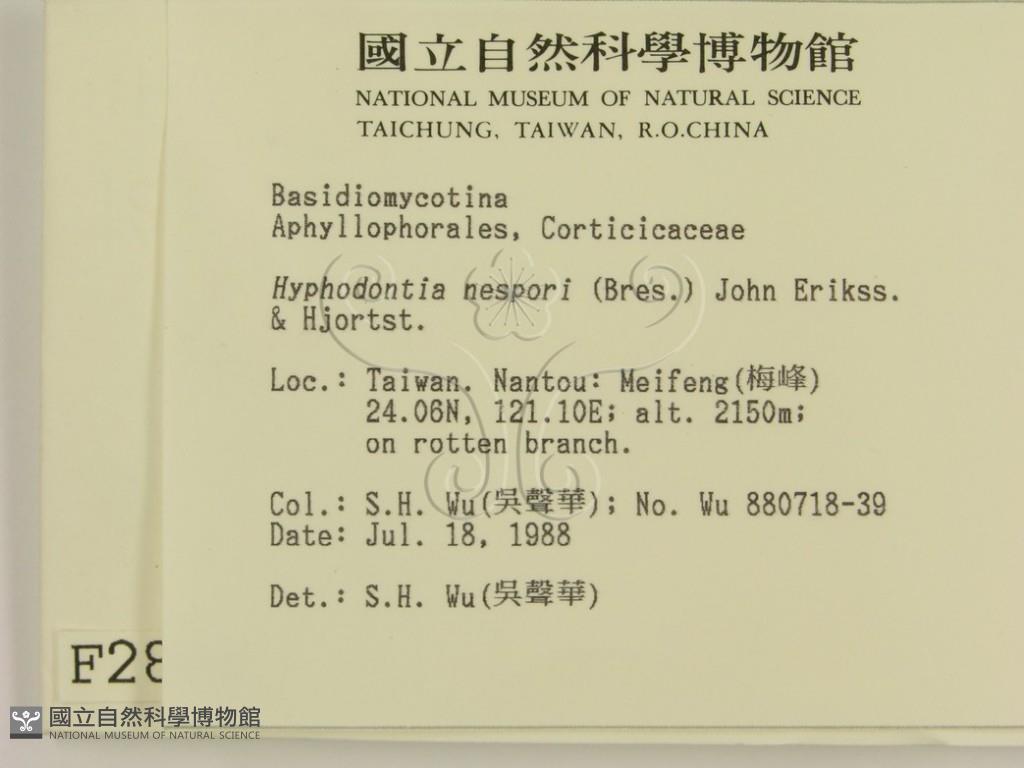 國立自然科學博物館
NATIONAL MUSEUM OF NATURAL SCIENCE
TAICHUNG, TAIWAN, R.O.CHINA
Basidiomycotina
Aphyllophorales, Corticicaceae
Hyphodontia nespori (Bres.) John Erikss.
& Hjortst.
Loc.: Taiwan. Nantou: Meifeng(梅峰)
24.06N, 121.10E; alt. 2150m;
on rotten branch.
Col.: S.H. Wu(吳聲華); No. Wu 880718-39
Date: Jul. 18, 1988
Det.: S.H. Wu(吳聲華)
F28
國立自然科學博物館
NATIONAL MUSEUM OF NATURAL SCIENCE